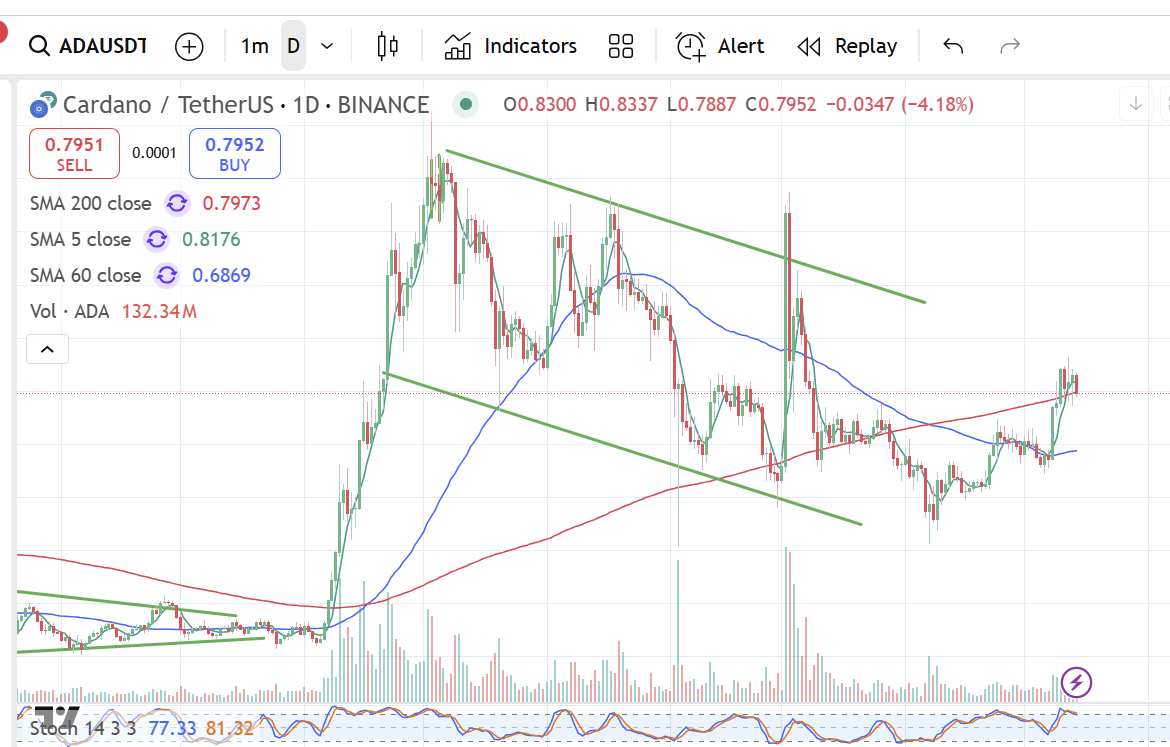 ADAUSDT 1m D Indicators Alert Replay
Cardano / TetherUS · 1D · BINANCE O0.8300 H0.8337 L0.7887 C0.7952 −0.0347 (−4.18%)
0.7951 SELL
0.0001
0.7952 BUY
SMA 200 close 0.7973
SMA 5 close 0.8176
SMA 60 close 0.6869
Vol · ADA 132.34M
Stoch 14 3 3 77.33 81.32